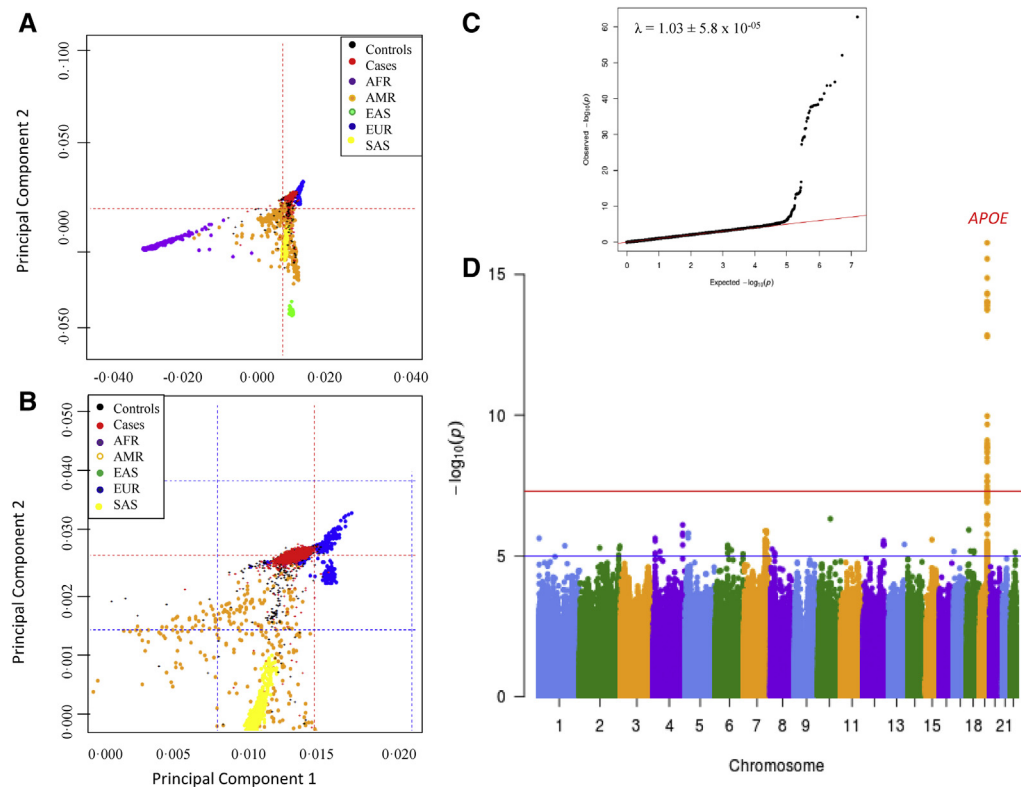 A
Principal Component 2
0·100
0·050
0·000
-0·050
Controls
Cases
AFR
AMR
EAS
EUR
SAS
-0·040
-0·020
0·000
0·020
0·040
B
Principal Component 2
0·050
0·040
0·030
0·002
0·001
0·000
Controls
Cases
AFR
AMR
EAS
EUR
SAS
0·000
0·005
0·010
0·015
0·020
Principal Component 1
C
λ = 1.03 ± 5.8 x 10-05
Observed −log10(p)
60
50
40
30
20
10
0
0 1 2 3 4 5 6 7
Expected −log10(p)
D
APOE
−log10(p)
15
10
5
0
1 2 3 4 5 6 7 8 9 11 13 15 18 21
Chromosome